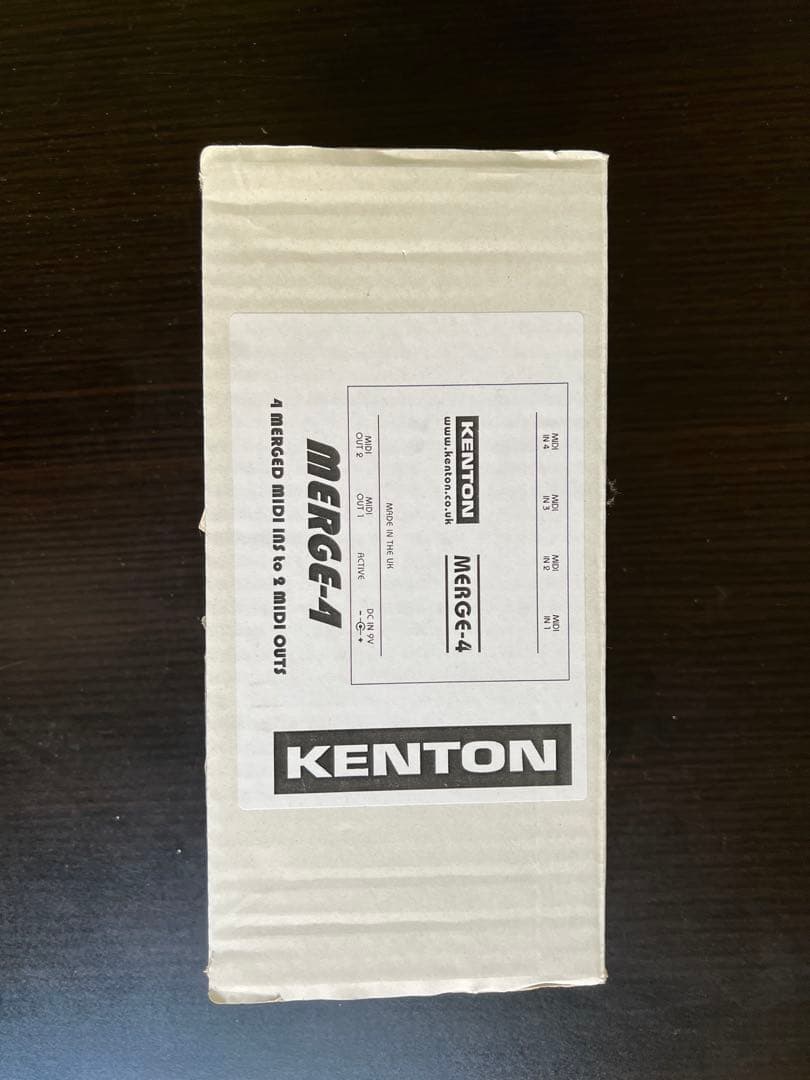 MIDI IN 4 MIDI IN 3 MIDI IN 2 MIDI IN 1
KENTON MERGE-4
www.kenton.co.uk
MADE IN THE UK
MIDI OUT 2 MIDI OUT 1 ACTIVE DC IN 9V
- +
MERGE-4
4 MERGED MIDI INS to 2 MIDI OUTS
KENTON